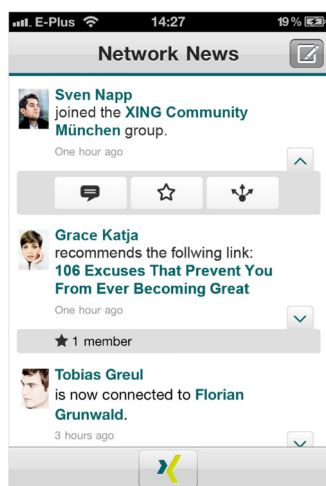 E-Plus 14:27 19 %
Network News
Sven Napp
joined the XING Community
München group.
One hour ago
Grace Katja
recommends the follwing link:
106 Excuses That Prevent You
From Ever Becoming Great
One hour ago
1 member
Tobias Greul
is now connected to Florian
Grunwald.
3 hours ago